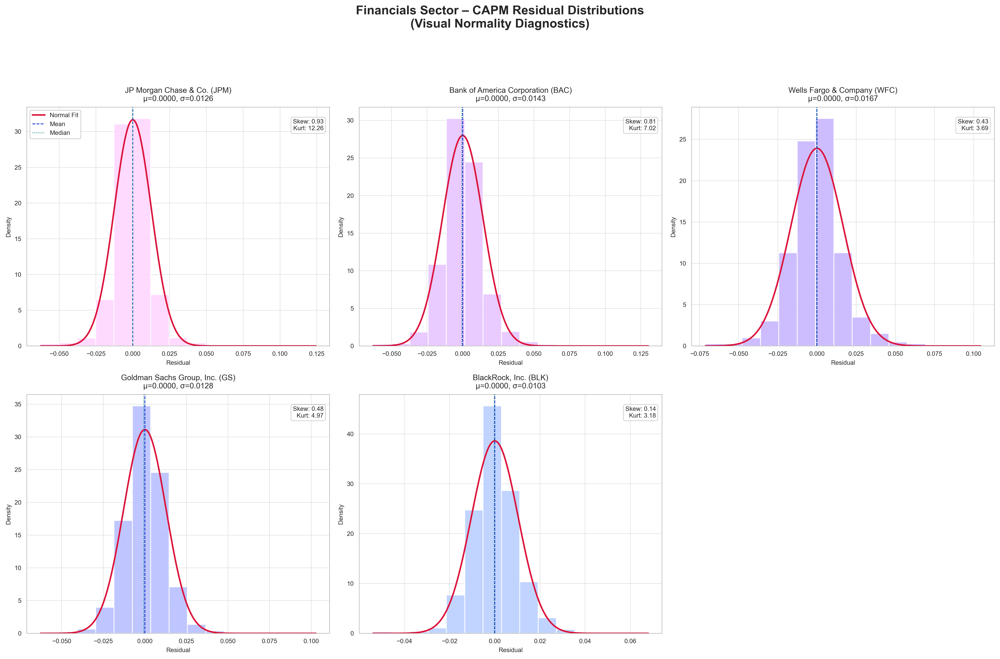 Financials Sector – CAPM Residual Distributions
(Visual Normality Diagnostics)
JP Morgan Chase & Co. (JPM)
μ=0.0000, σ=0.0126
Normal Fit
Mean
Median
Skew: 0.93
Kurt: 12.26
Density
30
25
20
15
10
5
0
−0.050
−0.025
0.000
0.025
0.050
0.075
0.100
0.125
Residual
Bank of America Corporation (BAC)
μ=0.0000, σ=0.0143
Skew: 0.81
Kurt: 7.02
Density
30
25
20
15
10
5
0
−0.050
−0.025
0.000
0.025
0.050
0.075
0.100
0.125
Residual
Wells Fargo & Company (WFC)
μ=0.0000, σ=0.0167
Skew: 0.43
Kurt: 3.69
Density
25
20
15
10
5
0
−0.075
−0.050
−0.025
0.000
0.025
0.050
0.075
0.100
Residual
Goldman Sachs Group, Inc. (GS)
μ=0.0000, σ=0.0128
Skew: 0.48
Kurt: 4.97
Density
35
30
25
20
15
10
5
0
−0.050
−0.025
0.000
0.025
0.050
0.075
0.100
Residual
BlackRock, Inc. (BLK)
μ=0.0000, σ=0.0103
Skew: 0.14
Kurt: 3.18
Density
40
30
20
10
0
−0.04
−0.02
0.00
0.02
0.04
0.06
Residual